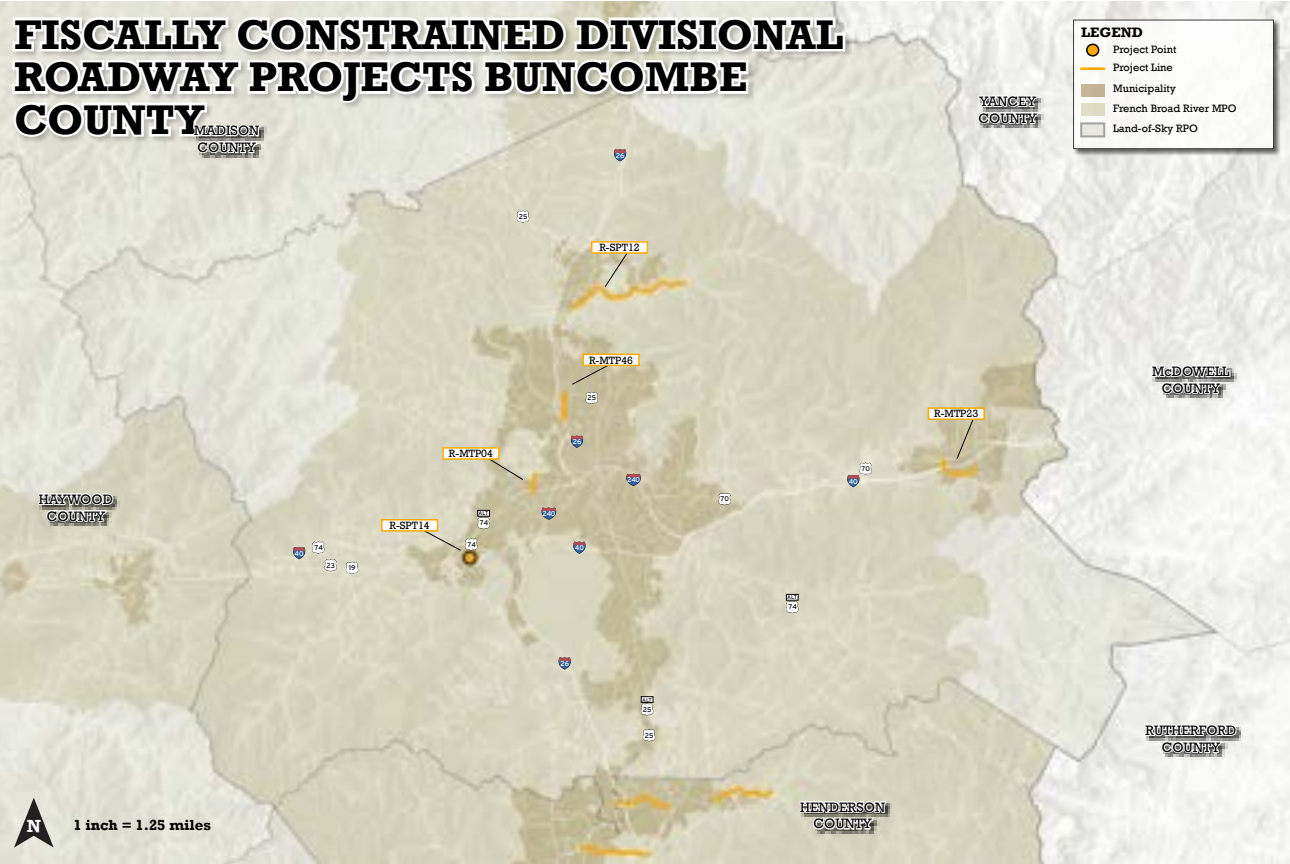 FISCALLY CONSTRAINED DIVISIONAL
ROADWAY PROJECTS BUNCOMBE
COUNTY
LEGEND
Project Point
Project Line
Municipality
French Broad River MPO
Land-of-Sky RPO
YANCEY
COUNTY
MADISON
COUNTY
26
25
R-SPT12
R-MTP46
25
McDOWELL
COUNTY
R-MTP23
26
R-MTP04
70
40
240
70
HAYWOOD
COUNTY
ALT
74
240
R-SPT14
74
40
40
74
23
19
ALT
74
26
ALT
25
25
RUTHERFORD
COUNTY
HENDERSON
COUNTY
N
1 inch = 1.25 miles